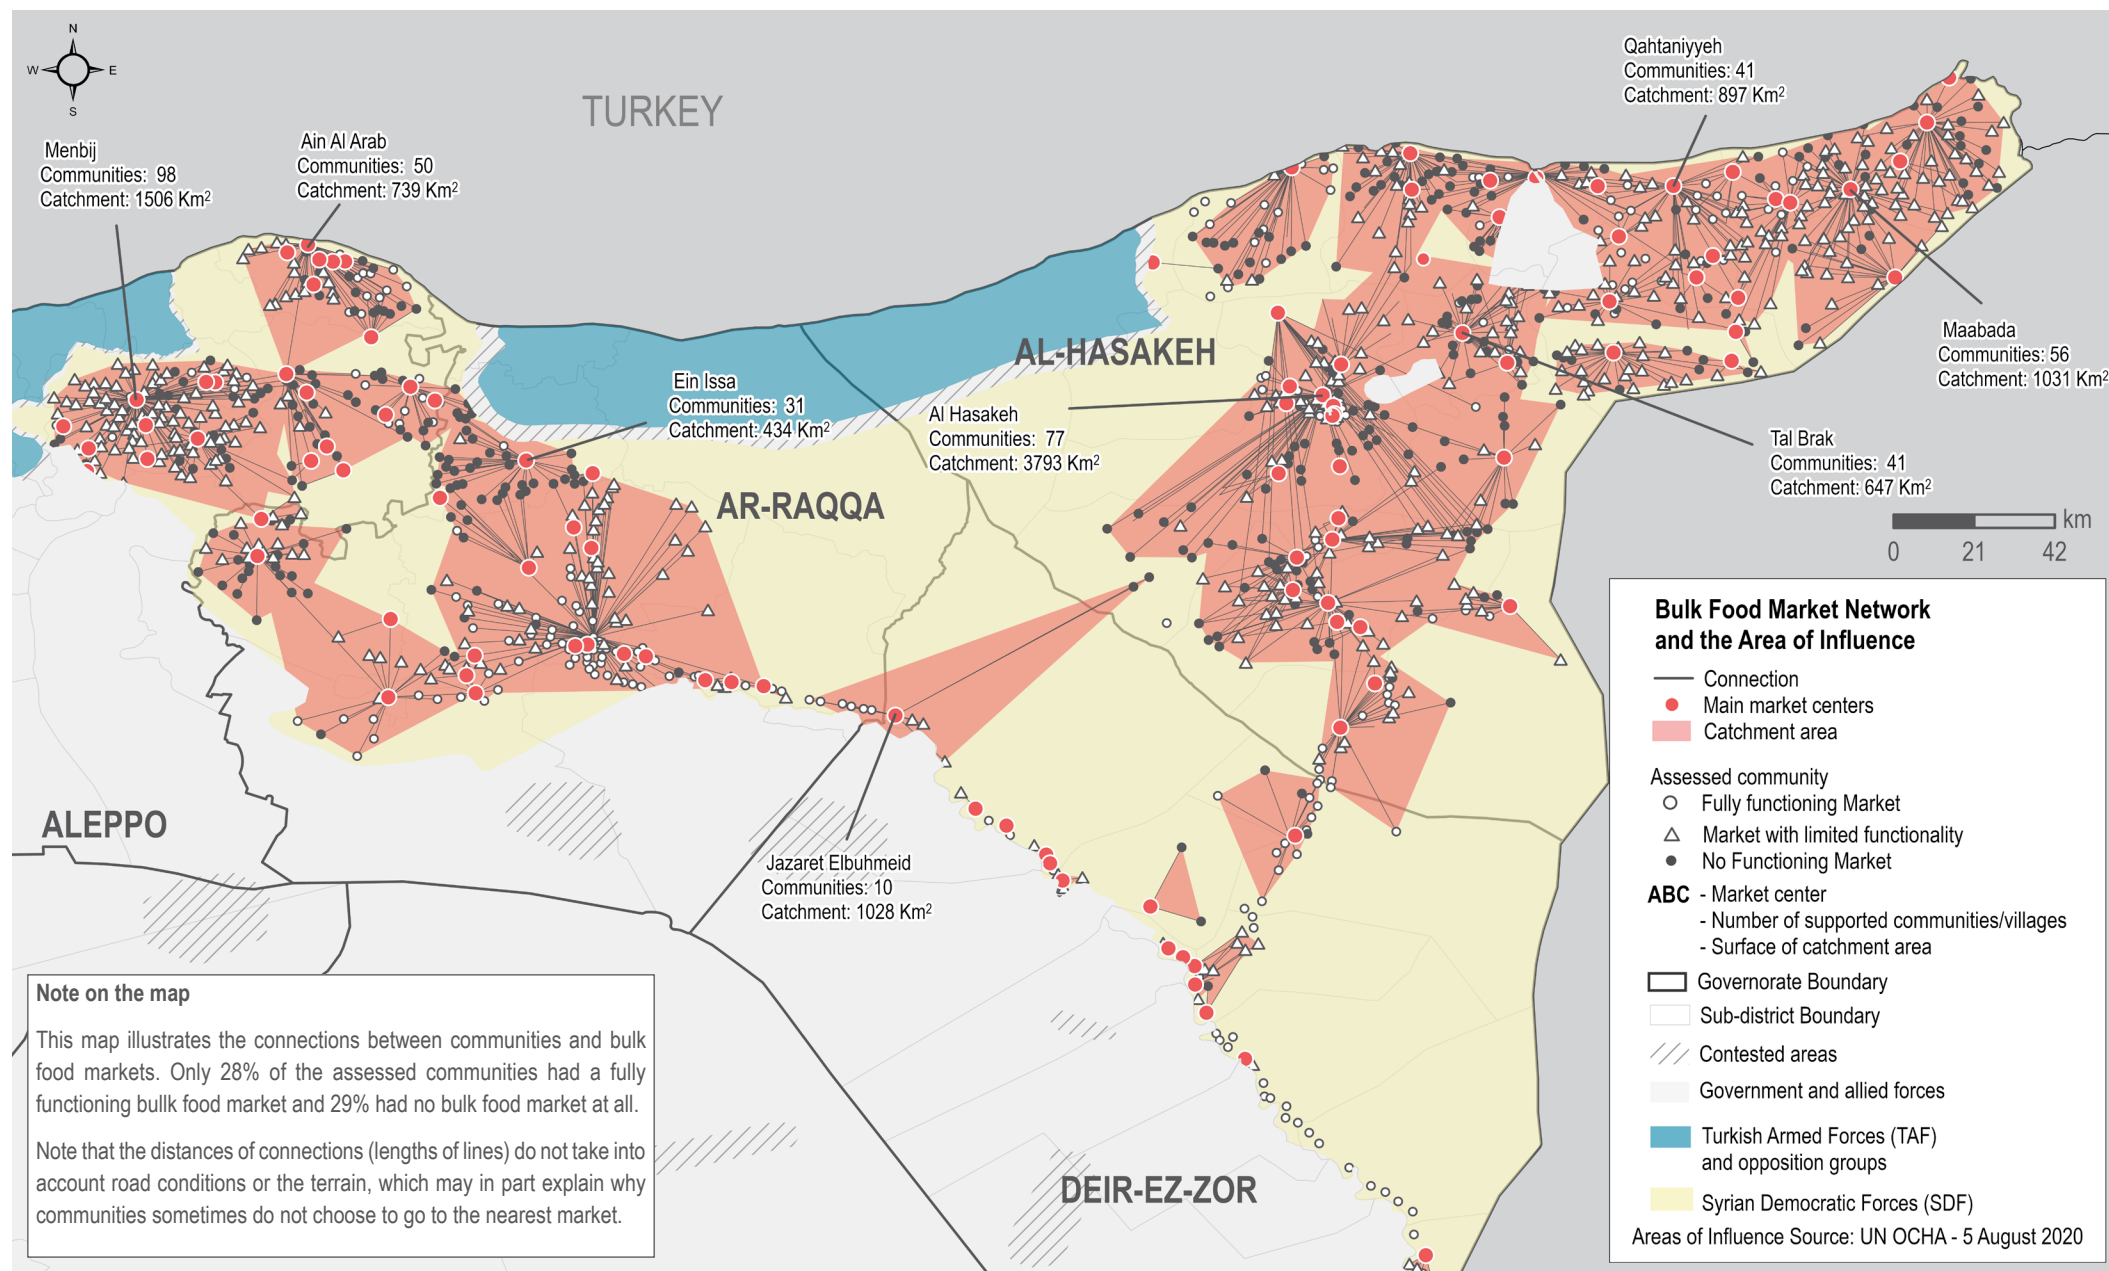 N
W
E
S
TURKEY
Qahtaniyyeh
Communities: 41
Catchment: 897 Km²
Menbij
Communities: 98
Catchment: 1506 Km²
Ain Al Arab
Communities: 50
Catchment: 739 Km²
Maabada
Communities: 56
Catchment: 1031 Km²
AL-HASAKEH
Ein Issa
Communities: 31
Catchment: 434 Km²
Al Hasakeh
Communities: 77
Catchment: 3793 Km²
Tal Brak
Communities: 41
Catchment: 647 Km²
AR-RAQQA
km
0 21 42
ALEPPO
Jazaret Elbuhmeid
Communities: 10
Catchment: 1028 Km²
DEIR-EZ-ZOR
Note on the map
This map illustrates the connections between communities and bulk
food markets. Only 28% of the assessed communities had a fully
functioning bullk food market and 29% had no bulk food market at all.
Note that the distances of connections (lengths of lines) do not take into
account road conditions or the terrain, which may in part explain why
communities sometimes do not choose to go to the nearest market.
Bulk Food Market Network
and the Area of Influence
Connection
Main market centers
Catchment area
Assessed community
Fully functioning Market
Market with limited functionality
No Functioning Market
ABC - Market center
- Number of supported communities/villages
- Surface of catchment area
Governorate Boundary
Sub-district Boundary
Contested areas
Government and allied forces
Turkish Armed Forces (TAF)
and opposition groups
Syrian Democratic Forces (SDF)
Areas of Influence Source: UN OCHA - 5 August 2020